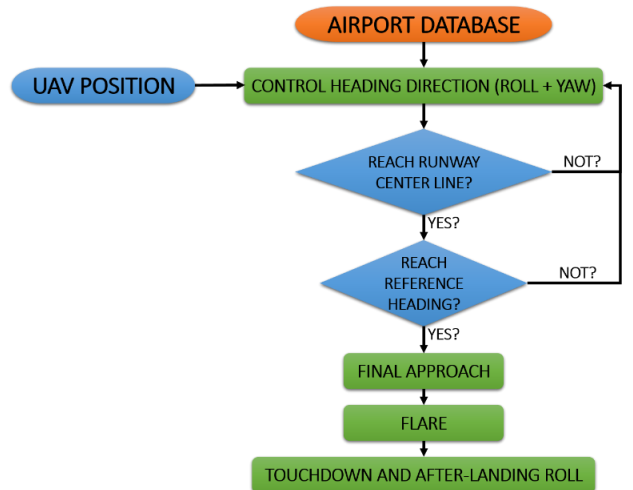 AIRPORT DATABASE
UAV POSITION
CONTROL HEADING DIRECTION (ROLL + YAW)
REACH RUNWAY
CENTER LINE?
NOT?
YES?
REACH
REFERENCE
HEADING?
NOT?
YES?
FINAL APPROACH
FLARE
TOUCHDOWN AND AFTER-LANDING ROLL